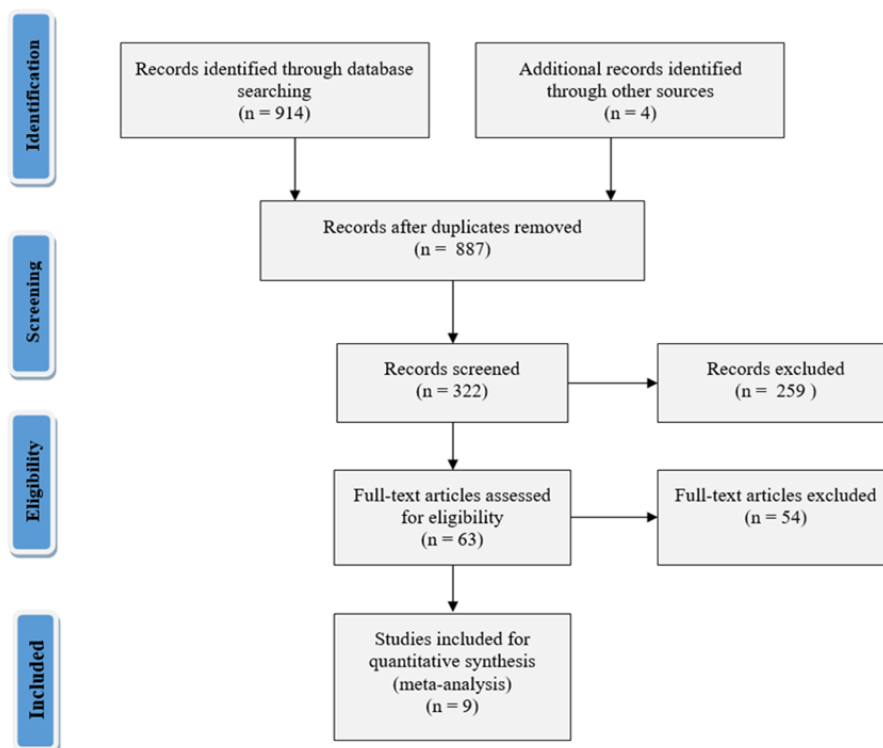 Identification
Records identified through database
searching
(n = 914)
Additional records identified
through other sources
(n = 4)
Records after duplicates removed
(n = 887)
Screening
Records screened
(n = 322)
Records excluded
(n = 259 )
Eligibility
Full-text articles assessed
for eligibility
(n = 63)
Full-text articles excluded
(n = 54)
Included
Studies included for
quantitative synthesis
(meta-analysis)
(n = 9)